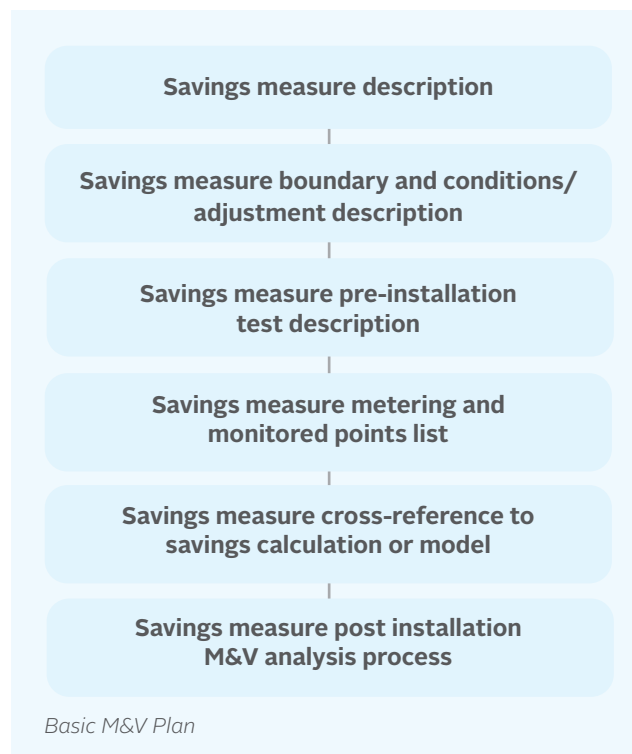 Savings measure description
Savings measure boundary and conditions/
adjustment description
Savings measure pre-installation
test description
Savings measure metering and
monitored points list
Savings measure cross-reference to
savings calculation or model
Savings measure post installation
M&V analysis process
Basic M&V Plan